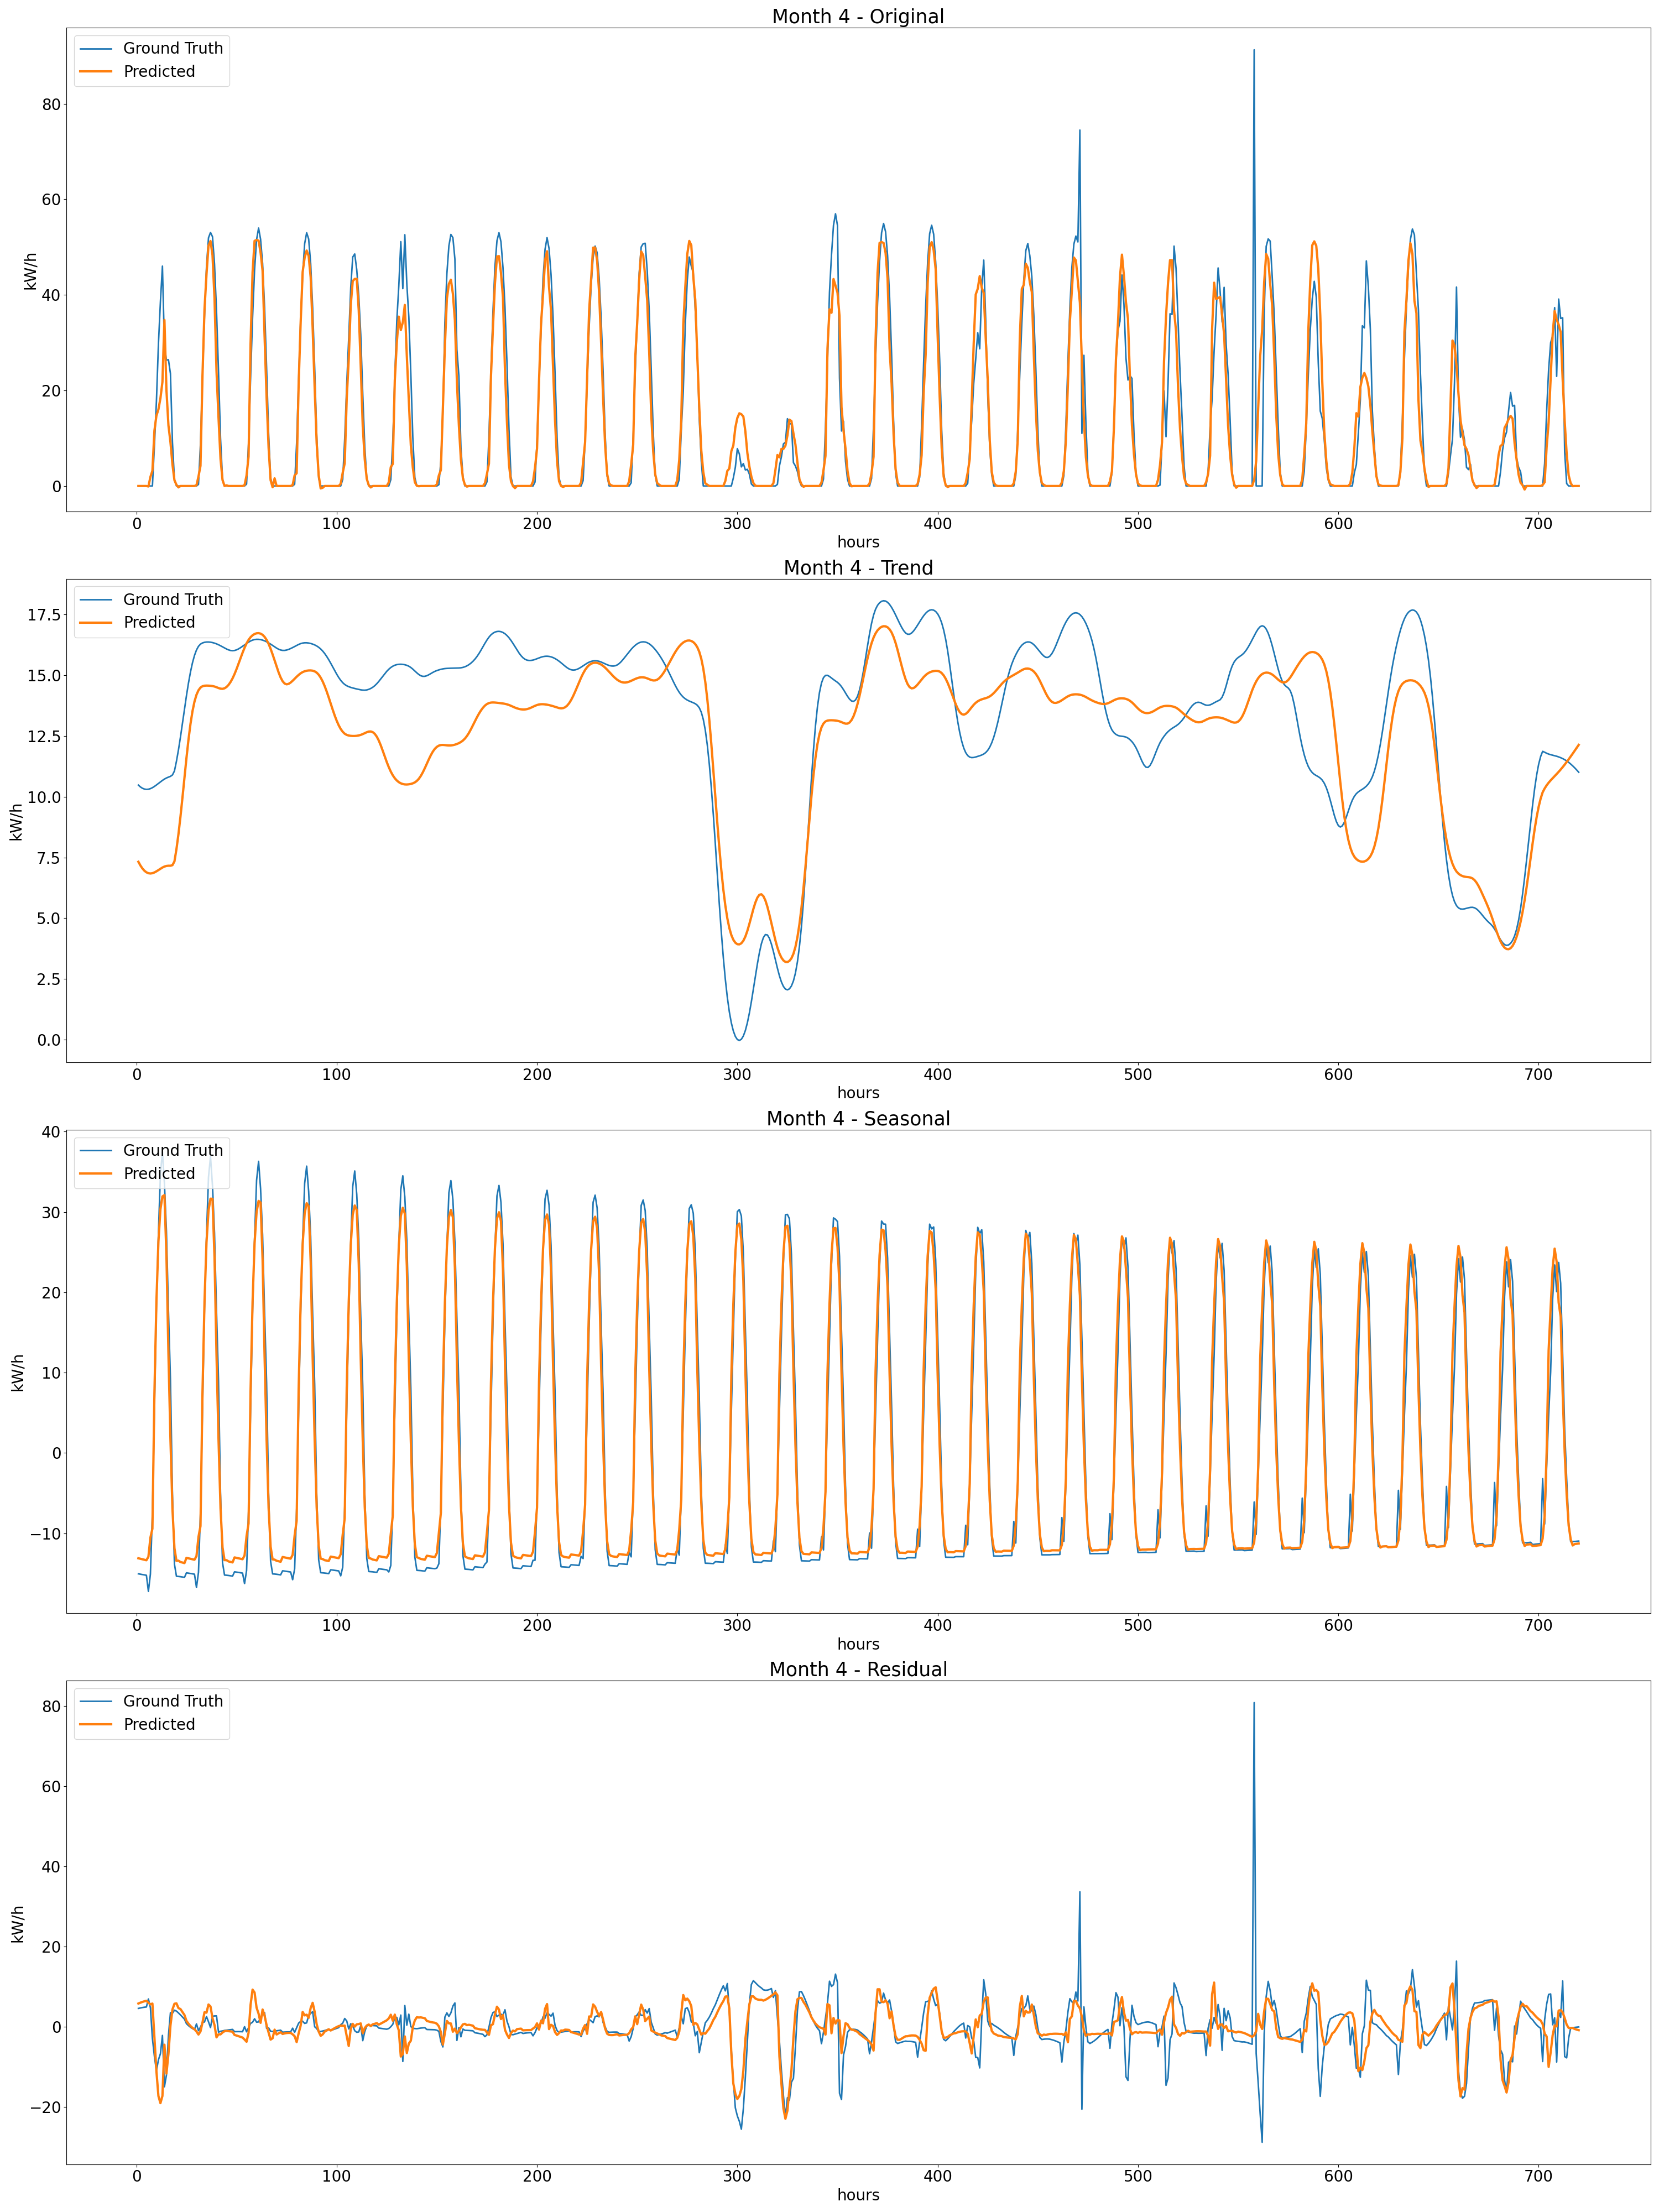 Month 4 - Original
Ground Truth
Predicted
kW/h
80
60
40
20
0
0 100 200 300 400 500 600 700
hours
Month 4 - Trend
Ground Truth
Predicted
kW/h
17.5
15.0
12.5
10.0
7.5
5.0
2.5
0.0
0 100 200 300 400 500 600 700
hours
Month 4 - Seasonal
Ground Truth
Predicted
kW/h
40
30
20
10
0
−10
0 100 200 300 400 500 600 700
hours
Month 4 - Residual
Ground Truth
Predicted
kW/h
80
60
40
20
0
−20
0 100 200 300 400 500 600 700
hours